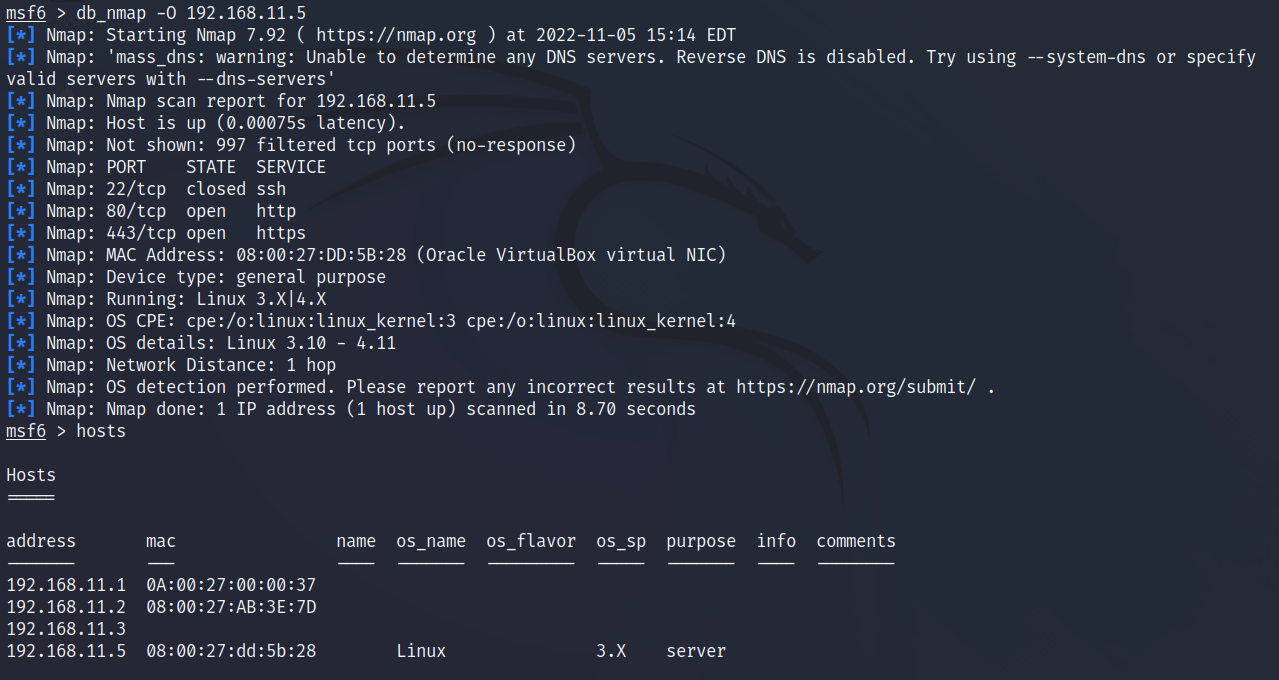 msf6 > db_nmap -O 192.168.11.5
[*] Nmap: Starting Nmap 7.92 ( https://nmap.org ) at 2022-11-05 15:14 EDT
[*] Nmap: 'mass_dns: warning: Unable to determine any DNS servers. Reverse DNS is disabled. Try using --system-dns or specify
valid servers with --dns-servers'
[*] Nmap: Nmap scan report for 192.168.11.5
[*] Nmap: Host is up (0.00075s latency).
[*] Nmap: Not shown: 997 filtered tcp ports (no-response)
[*] Nmap: PORT    STATE  SERVICE
[*] Nmap: 22/tcp  closed ssh
[*] Nmap: 80/tcp  open   http
[*] Nmap: 443/tcp open   https
[*] Nmap: MAC Address: 08:00:27:DD:5B:28 (Oracle VirtualBox virtual NIC)
[*] Nmap: Device type: general purpose
[*] Nmap: Running: Linux 3.X|4.X
[*] Nmap: OS CPE: cpe:/o:linux:linux_kernel:3 cpe:/o:linux:linux_kernel:4
[*] Nmap: OS details: Linux 3.10 - 4.11
[*] Nmap: Network Distance: 1 hop
[*] Nmap: OS detection performed. Please report any incorrect results at https://nmap.org/submit/ .
[*] Nmap: Nmap done: 1 IP address (1 host up) scanned in 8.70 seconds
msf6 > hosts
Hosts
=====
address       mac                name  os_name  os_flavor  os_sp  purpose  info  comments
-------       ---                ----  -------  ---------  -----  -------  ----  --------
192.168.11.1  0A:00:27:00:00:37
192.168.11.2  08:00:27:AB:3E:7D
192.168.11.3
192.168.11.5  08:00:27:dd:5b:28        Linux               3.X    server